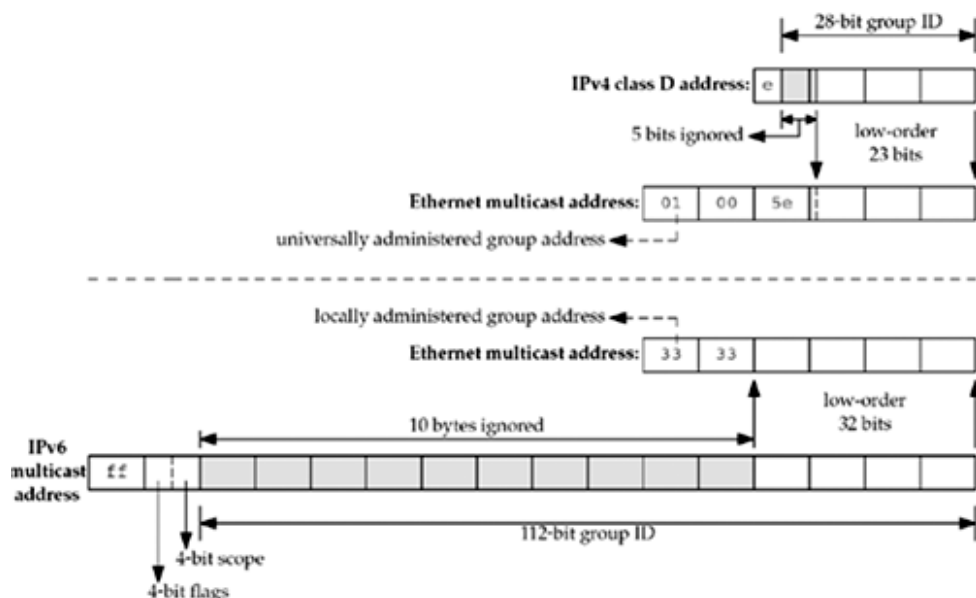 28-bit group ID
IPv4 class D address:
e
5 bits ignored
low-order
23 bits
Ethernet multicast address:
01
00
5e
universally administered group address
locally administered group address
Ethernet multicast address:
33
33
low-order
32 bits
10 bytes ignored
IPv6
multicast
address
ff
112-bit group ID
4-bit scope
4-bit flags